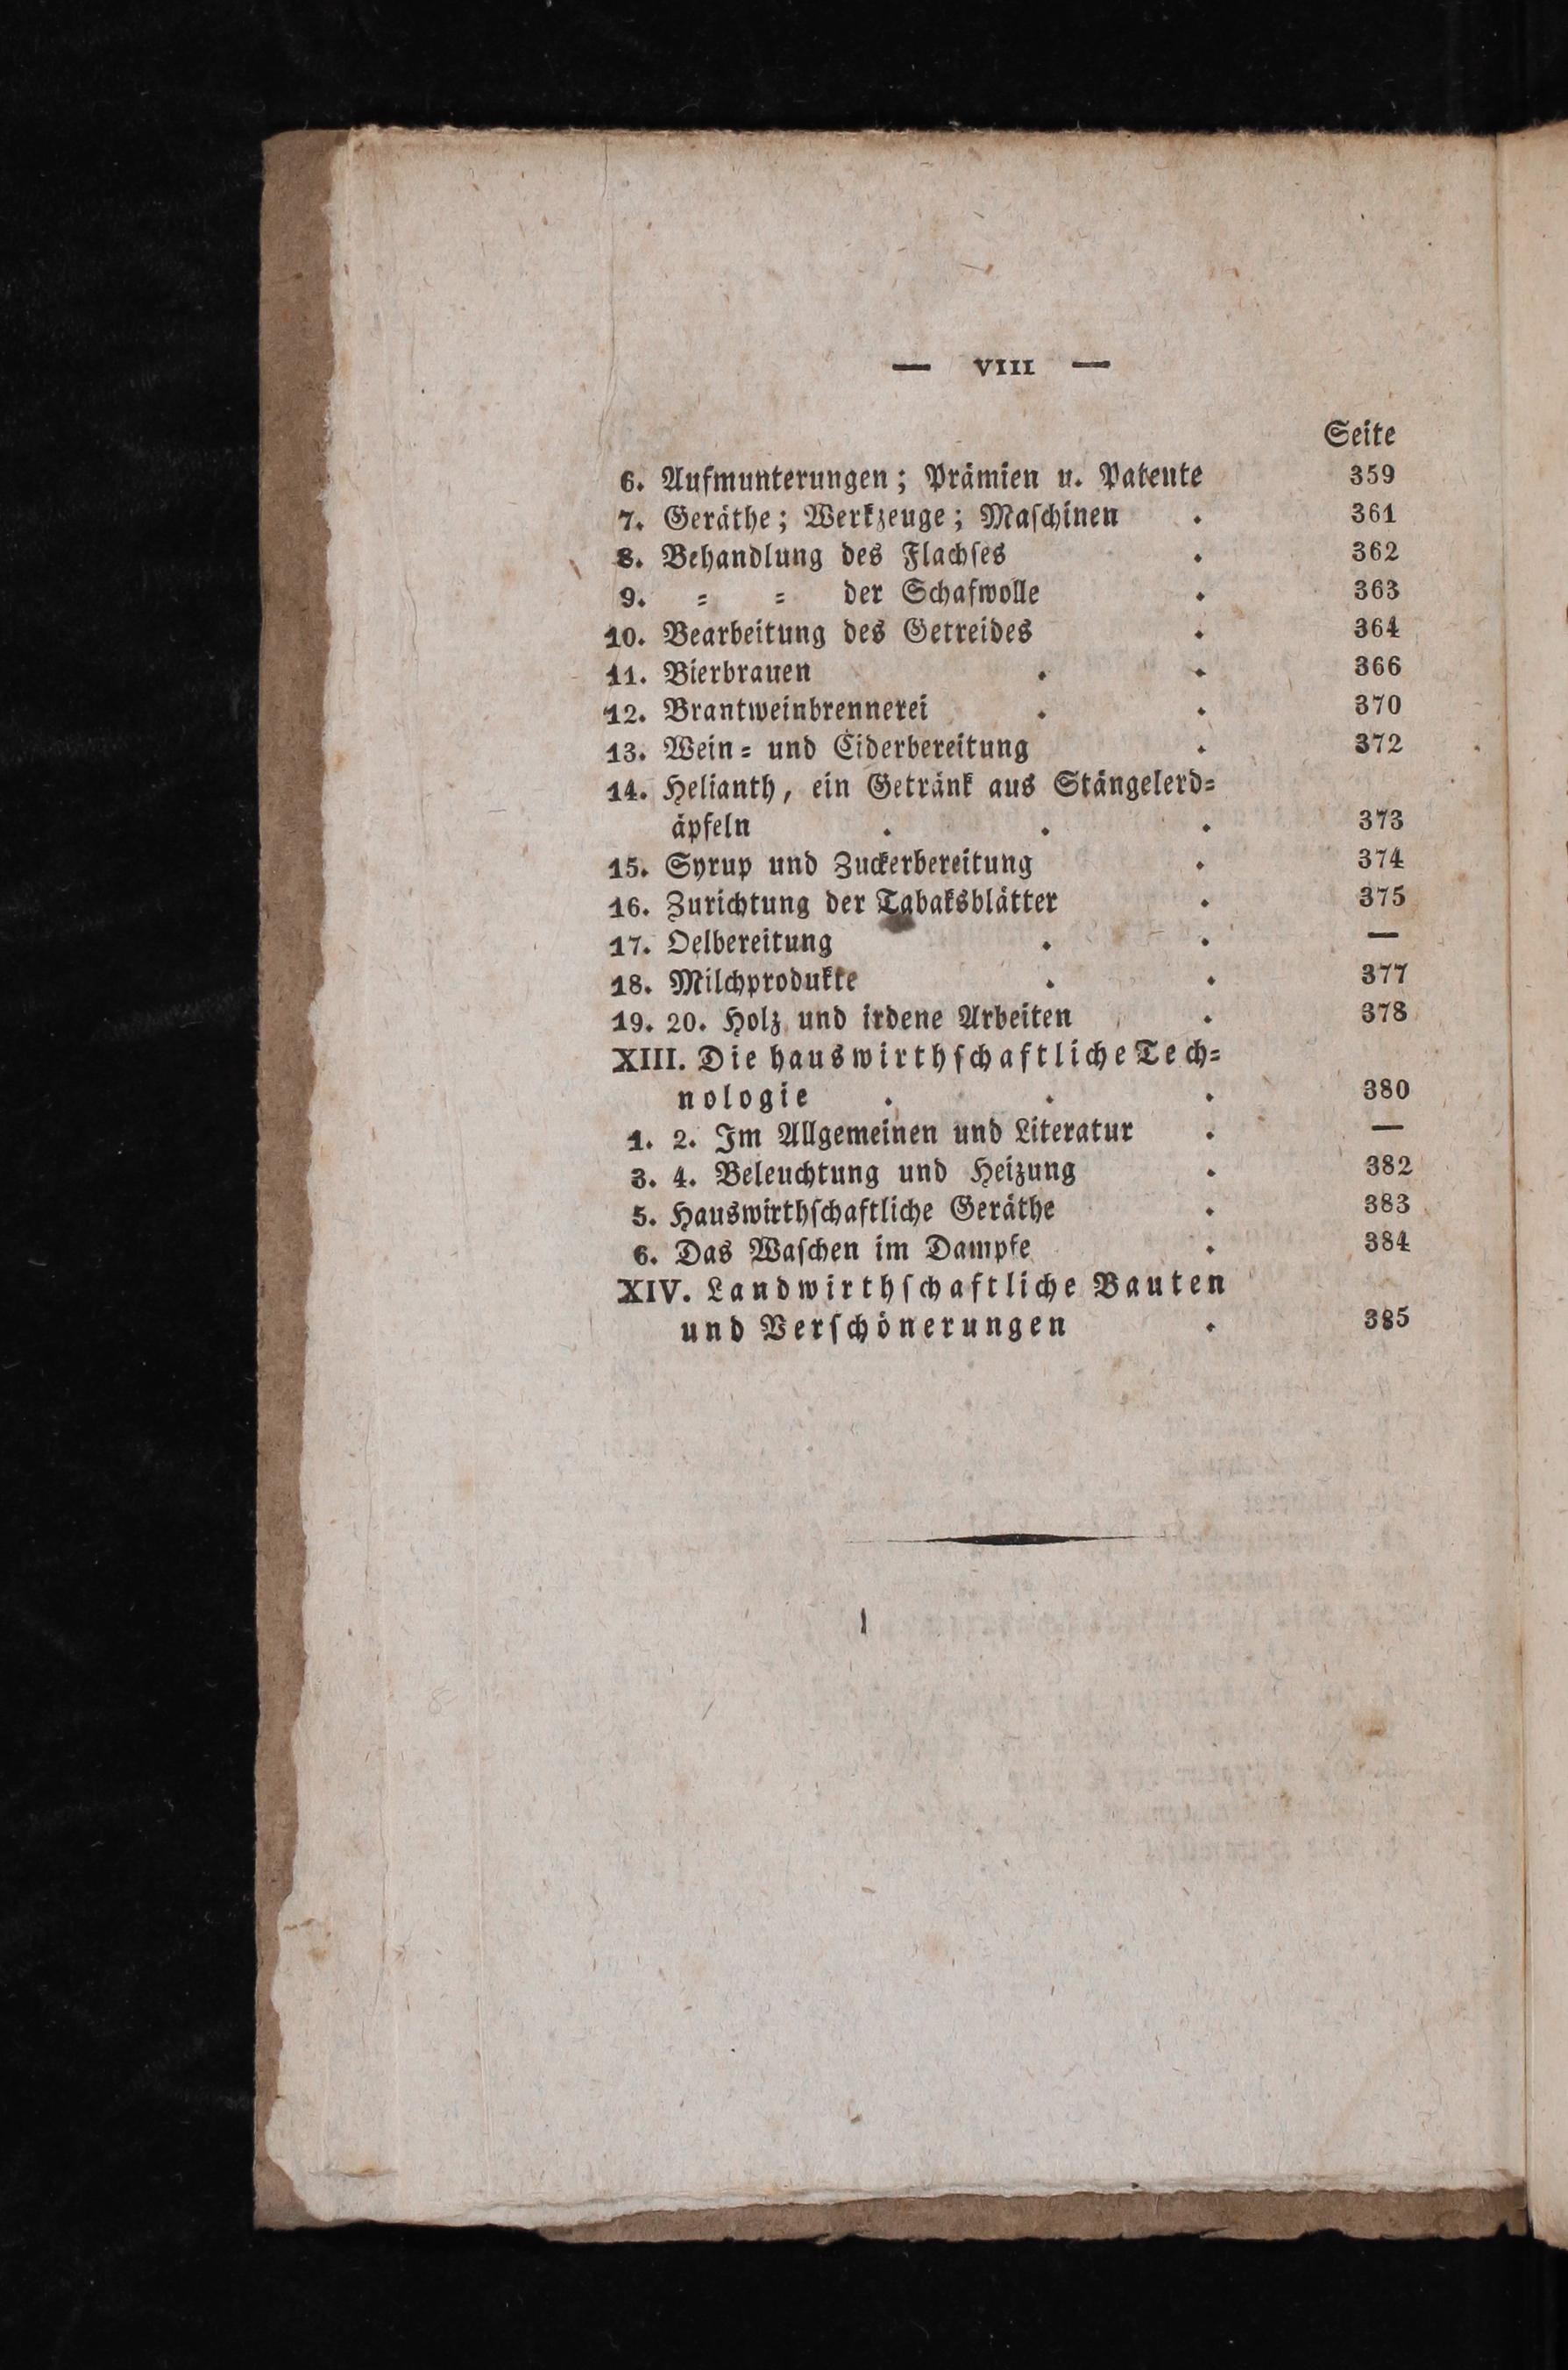 — VIII —
Seite
6. Aufmunterungen; Prämien u. Patente 359
7. Geräthe; Werkzeuge; Maſchinen . 361
8. Behandlung des Flachſes . 362
9. = = der Schafwolle . 363
10. Bearbeitung des Getreides . 364
11. Bierbrauen . . 366
12. Brantweinbrennerei . . 370
13. Wein= und Ciderbereitung . 372
14. Helianth, ein Getränk aus Stängelerd=
äpfeln . . . 373
15. Syrup und Zuckerbereitung . 374
16. Zurichtung der Tabaksblätter . 375
17. Oelbereitung . . —
18. Milchprodukte . . 377
19. 20. Holz und irdene Arbeiten . 378
XIII. Die hauswirthſchaftliche Tech=
nologie . . . 380
1. 2. Im Allgemeinen und Literatur . —
3. 4. Beleuchtung und Heizung . 382
5. Hauswirthſchaftliche Geräthe . 383
6. Das Waſchen im Dampfe . 384
XIV. Landwirthſchaftliche Bauten
und Verſchönerungen . 385